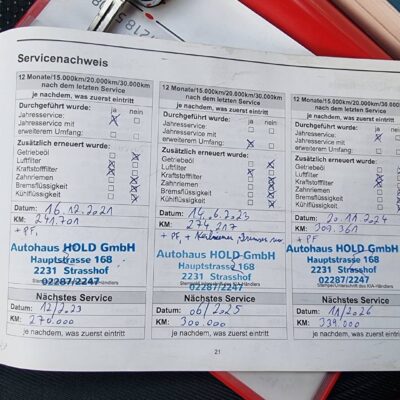 Servicenachweis
12 Monate/15.000km/20.000km/30.000km
nach dem letzten Service
je nachdem, was zuerst eintritt
Durchgeführt wurde: ja nein
Jahresservice:
Jahresservice mit
erweiterem Umfang:
Zusätzlich erneuert wurde:
Getriebeöl
Luftfilter
Kraftstofffilter
Zahnriemen
Bremsflüssigkeit
Kühlflüssigkeit
Datum: 16.12.2021
KM: 241.701
+ PF,
Autohaus HOLD GmbH
Hauptstrasse 168
2231 Strasshof
02287/2247
Nächstes Service
Datum: 12/2023
KM: 270.000
je nachdem, was zuerst eintritt
12 Monate/15.000km/20.000km/30.000km
nach dem letzten Service
je nachdem, was zuerst eintritt
Durchgeführt wurde: ja nein
Jahresservice:
Jahresservice mit
erweiterem Umfang:
Zusätzlich erneuert wurde:
Getriebeöl
Luftfilter
Kraftstofffilter
Zahnriemen
Bremsflüssigkeit
Kühlflüssigkeit
Datum: 14.6.2023
KM: 274.217
+ PF, +
Autohaus HOLD GmbH
Hauptstrasse 168
2231 Strasshof
02287/2247
Nächstes Service
Datum: 06/2025
KM: 300.000
je nachdem, was zuerst eintritt
12 Monate/15.000km/20.000km/30.000km
nach dem letzten Service
je nachdem, was zuerst eintritt
Durchgeführt wurde: ja nein
Jahresservice:
Jahresservice mit
erweiterem Umfang:
Zusätzlich erneuert wurde:
Getriebeöl
Luftfilter
Kraftstofffilter
Zahnriemen
Bremsflüssigkeit
Kühlflüssigkeit
Datum: 20.11.2024
KM: 309.361
+ PF
Autohaus HOLD GmbH
Hauptstrasse 168
2231 Strasshof
02287/2247
Nächstes Service
Datum: 11/2026
KM: 339.000
je nachdem, was zuerst eintritt
21